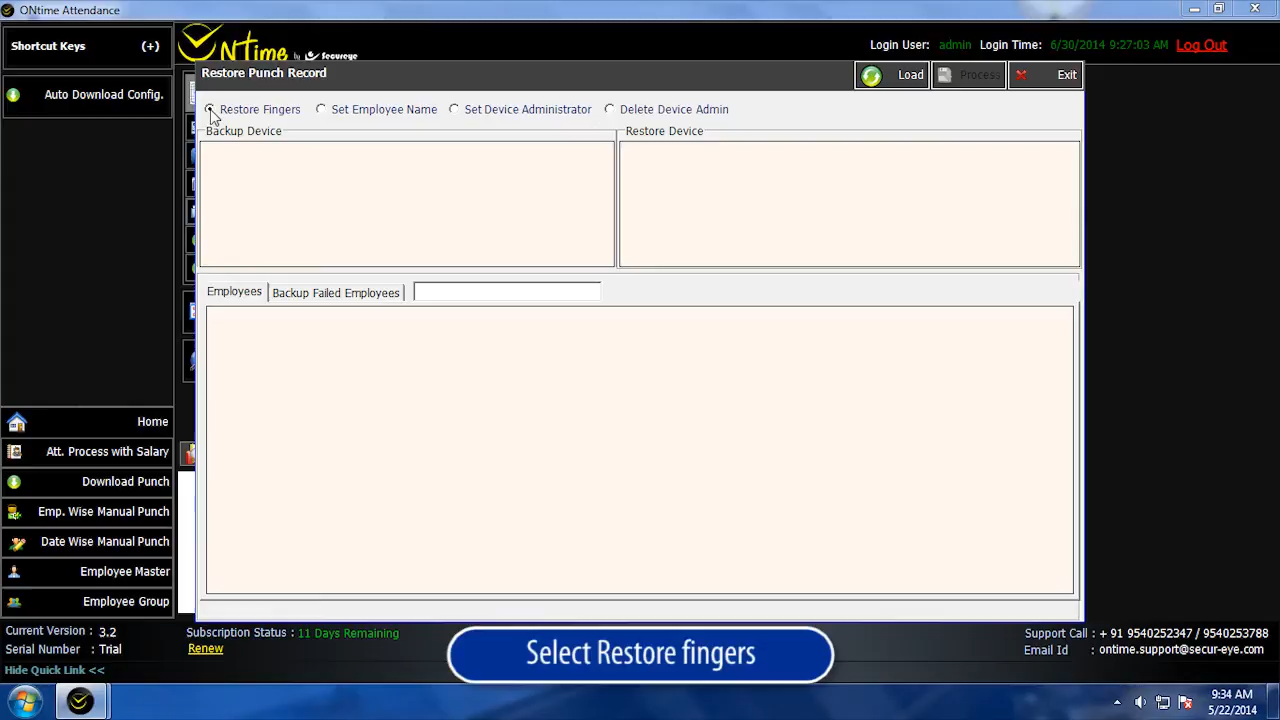 ONtime Attendance
Shortcut Keys (+)
Auto Download Config.
NTime by Secureye
Login User: admin Login Time: 6/30/2014 9:27:03 AM Log Out
Restore Punch Record
Load Process Exit
Restore Fingers Set Employee Name Set Device Administrator Delete Device Admin
Backup Device Restore Device
Employees Backup Failed Employees
Home
Att. Process with Salary
Download Punch
Emp. Wise Manual Punch
Date Wise Manual Punch
Employee Master
Employee Group
Current Version : 3.2 Subscription Status : 11 Days Remaining Support Call : + 91 9540252347 / 9540253788
Serial Number : Trial Renew Email Id : ontime.support@secur-eye.com
Hide Quick Link <<
Select Restore fingers
9:34 AM
5/22/2014